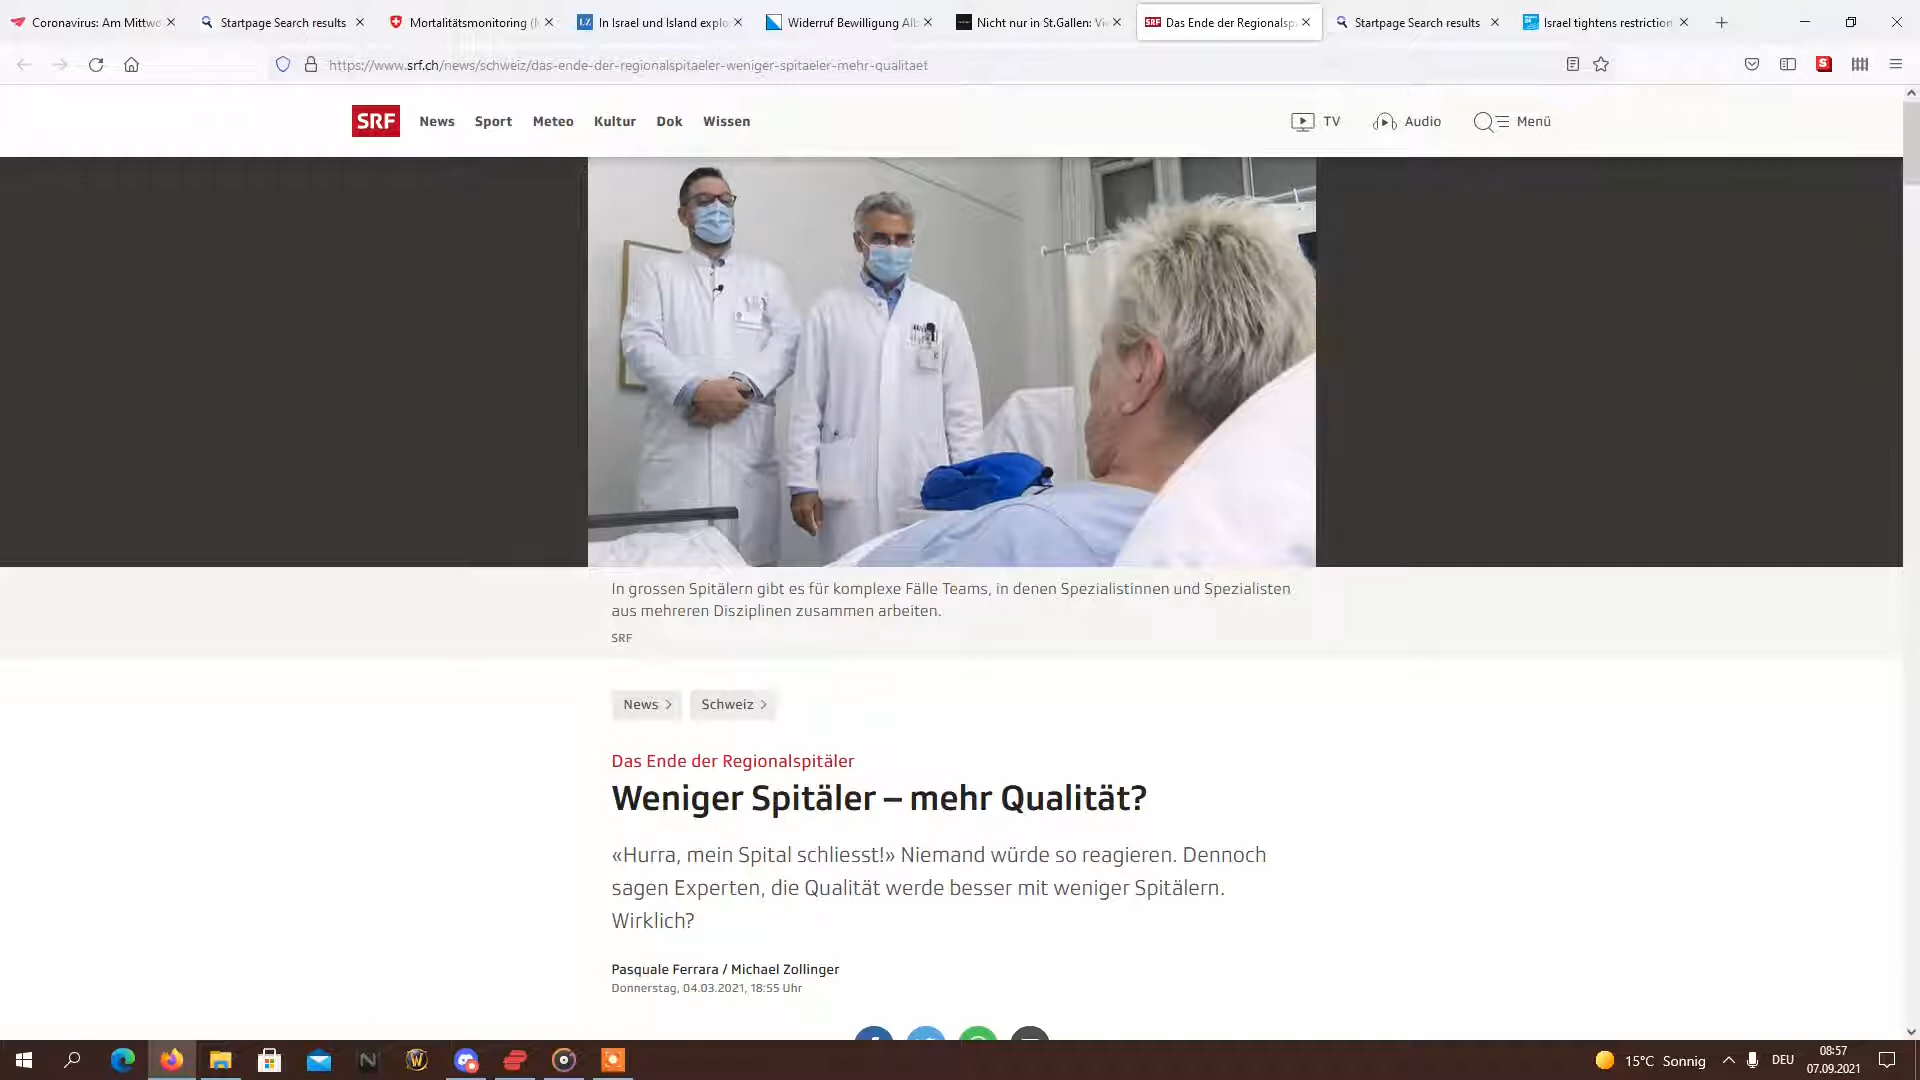 Coronavirus: Am Mittwo
Startpage Search results
Mortalitätsmonitoring (
In Israel und Island explo
Widerruf Bewilligung Alb
Nicht nur in St.Gallen: Vi
Das Ende der Regionalsp
Startpage Search results
Israel tightens restriction
https://www.srf.ch/news/schweiz/das-ende-der-regionalspitaeler-weniger-spitaeler-mehr-qualitaet
SRF
News
Sport
Meteo
Kultur
Dok
Wissen
TV
Audio
Menü
In grossen Spitälern gibt es für komplexe Fälle Teams, in denen Spezialistinnen und Spezialisten
aus mehreren Disziplinen zusammen arbeiten.
SRF
News
Schweiz
Das Ende der Regionalspitäler
Weniger Spitäler – mehr Qualität?
«Hurra, mein Spital schliesst!» Niemand würde so reagieren. Dennoch
sagen Experten, die Qualität werde besser mit weniger Spitälern.
Wirklich?
Pasquale Ferrara / Michael Zollinger
Donnerstag, 04.03.2021, 18:55 Uhr
15°C Sonnig
DEU
08:57
07.09.2021